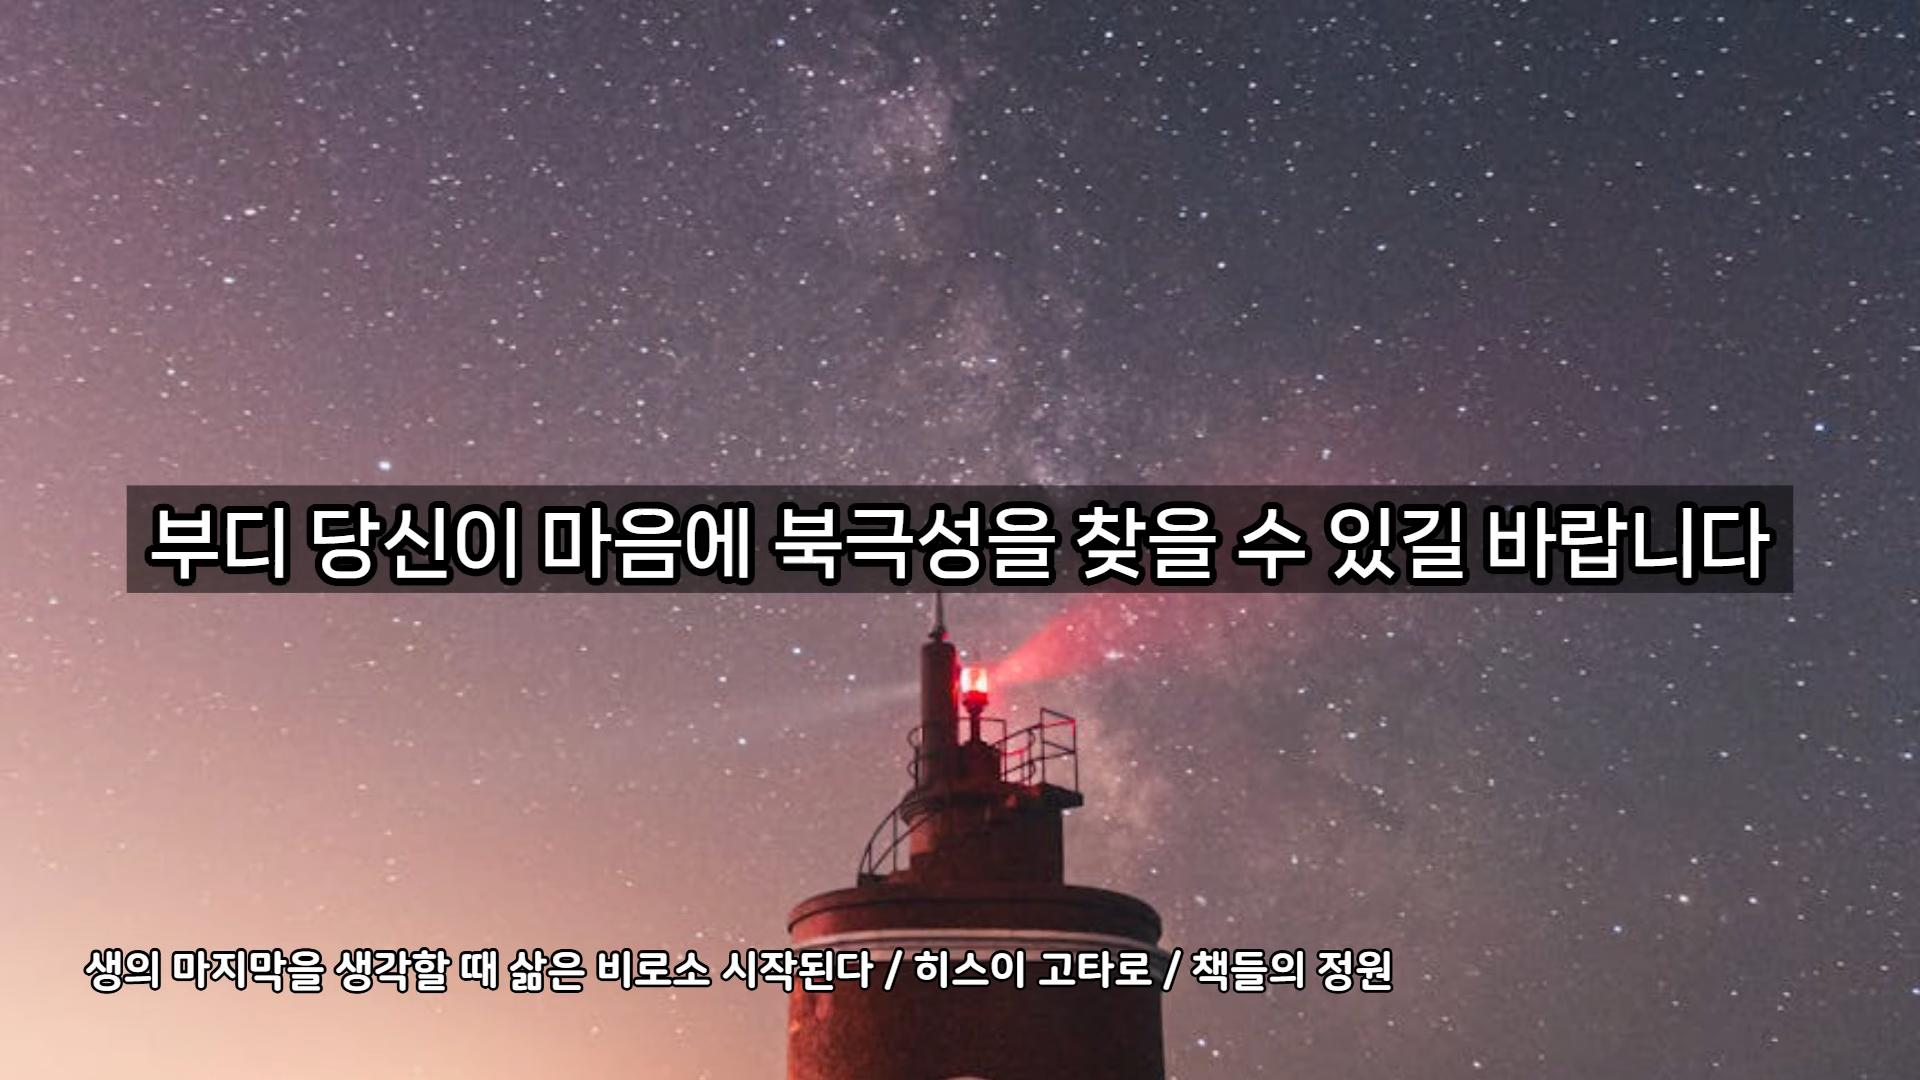 부디 당신이 마음에 북극성을 찾을 수 있길 바랍니다
생의 마지막을 생각할 때 삶은 비로소 시작된다 / 히스이 고타로 / 책들의 정원